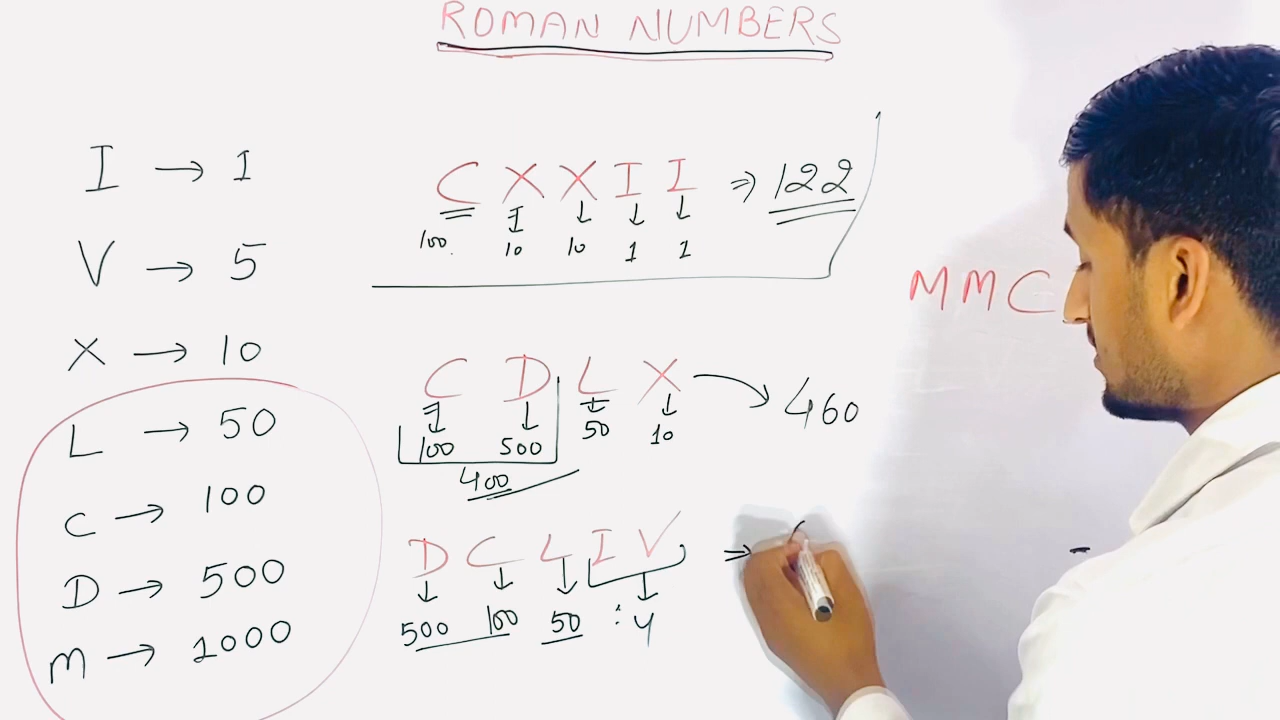 ROMAN NUMBERS
I → 1
V → 5
X → 10
L → 50
C → 100
D → 500
M → 1000
C X X I I ⇒ 122
100. 10 10 1 1
C D L X → 460
100 500 50 10
400
D C L I V ⇒
500 100 50 : 4
M M C